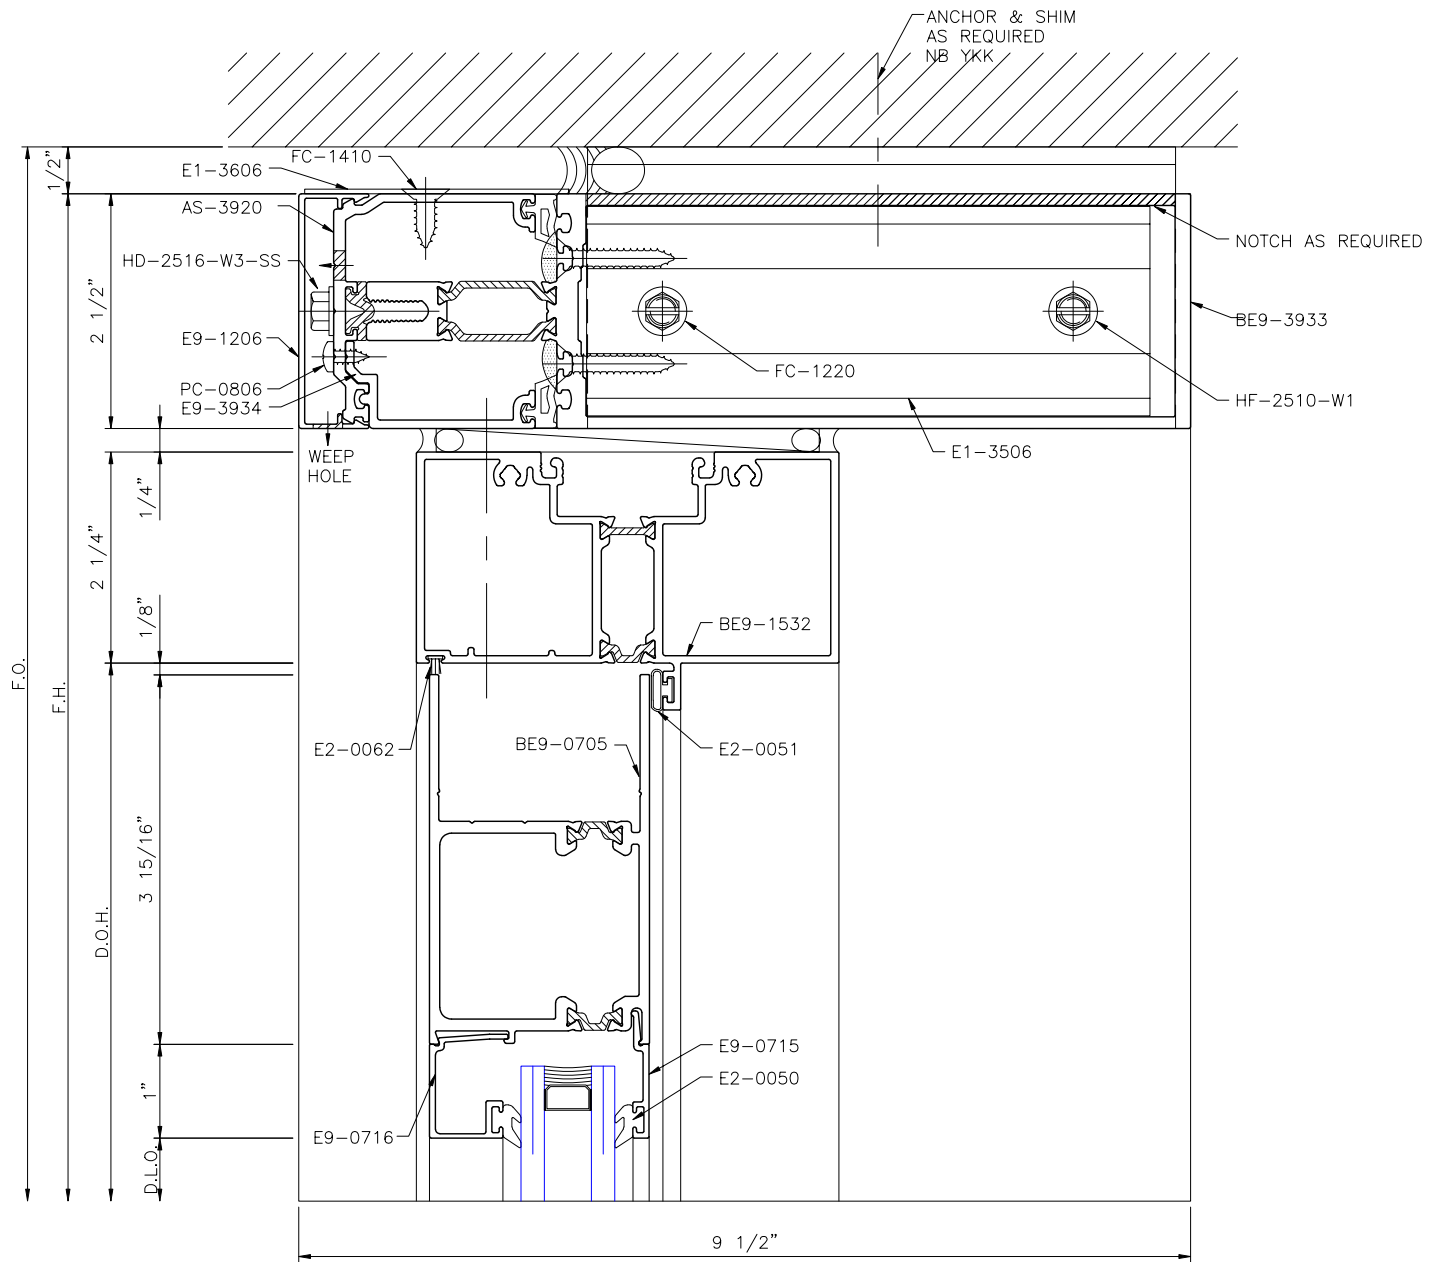 ANCHOR & SHIM
AS REQUIRED
NB YKK
1/2"
FC-1410
E1-3606
AS-3920
NOTCH AS REQUIRED
HD-2516-W3-SS
2 1/2"
BE9-3933
E9-1206
FC-1220
PC-0806
E9-3934
HF-2510-W1
E1-3506
WEEP
HOLE
1/4"
2 1/4"
1/8"
BE9-1532
F.O.
F.H.
E2-0062
BE9-0705
E2-0051
3 15/16"
D.O.H.
E9-0715
E2-0050
1"
E9-0716
D.L.O.
9 1/2"